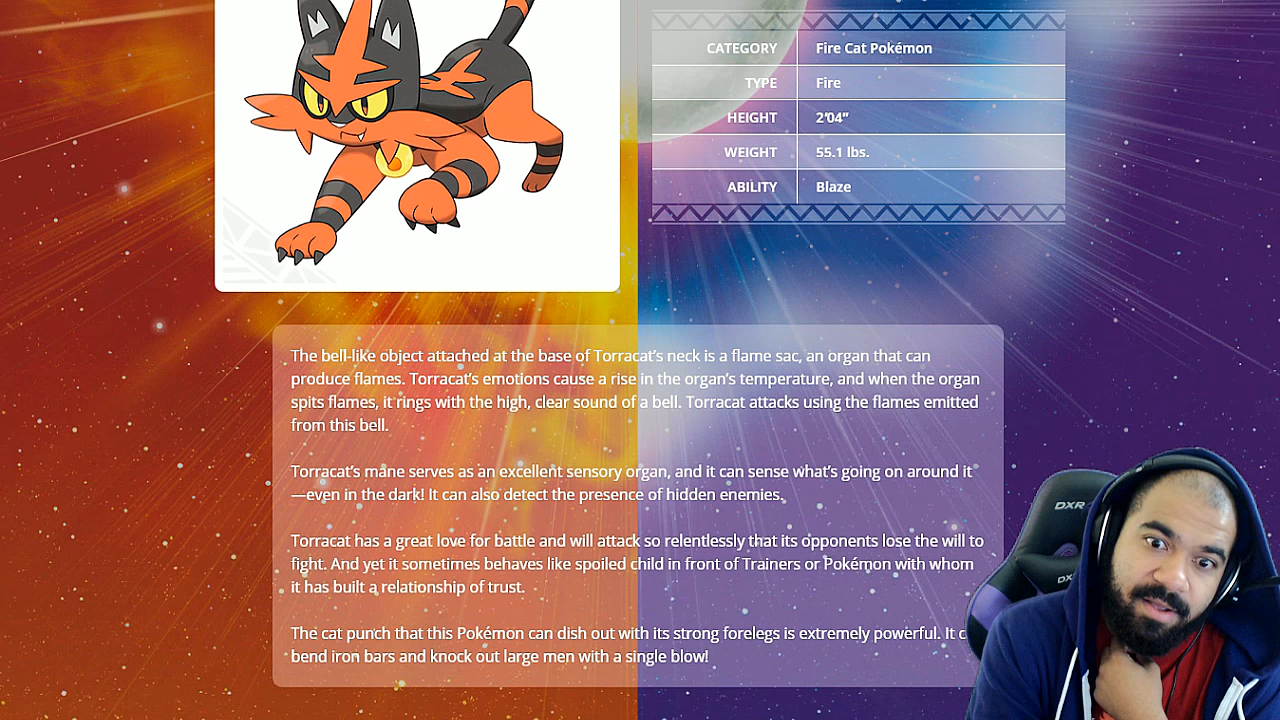 CATEGORY Fire Cat Pokémon
TYPE Fire
HEIGHT 2'04"
WEIGHT 55.1 lbs.
ABILITY Blaze
The bell-like object attached at the base of Torracat's neck is a flame sac, an organ that can
produce flames. Torracat's emotions cause a rise in the organ's temperature, and when the organ
spits flames, it rings with the high, clear sound of a bell. Torracat attacks using the flames emitted
from this bell.
Torracat's mane serves as an excellent sensory organ, and it can sense what's going on around it
—even in the dark! It can also detect the presence of hidden enemies.
Torracat has a great love for battle and will attack so relentlessly that its opponents lose the will to
fight. And yet it sometimes behaves like spoiled child in front of Trainers or Pokémon with whom
it has built a relationship of trust.
The cat punch that this Pokémon can dish out with its strong forelegs is extremely powerful. It
bend iron bars and knock out large men with a single blow!
DXR
DX